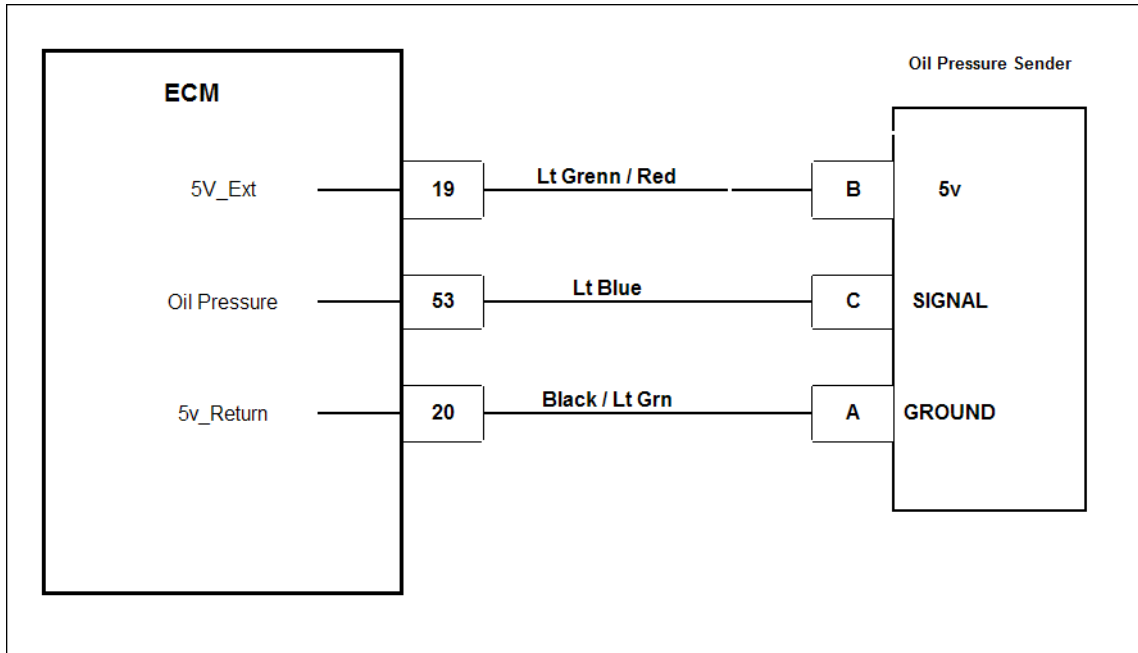 Oil Pressure Sender
ECM
5V_Ext 19 Lt Grenn / Red B 5v
Oil Pressure 53 Lt Blue C SIGNAL
5v_Return 20 Black / Lt Grn A GROUND